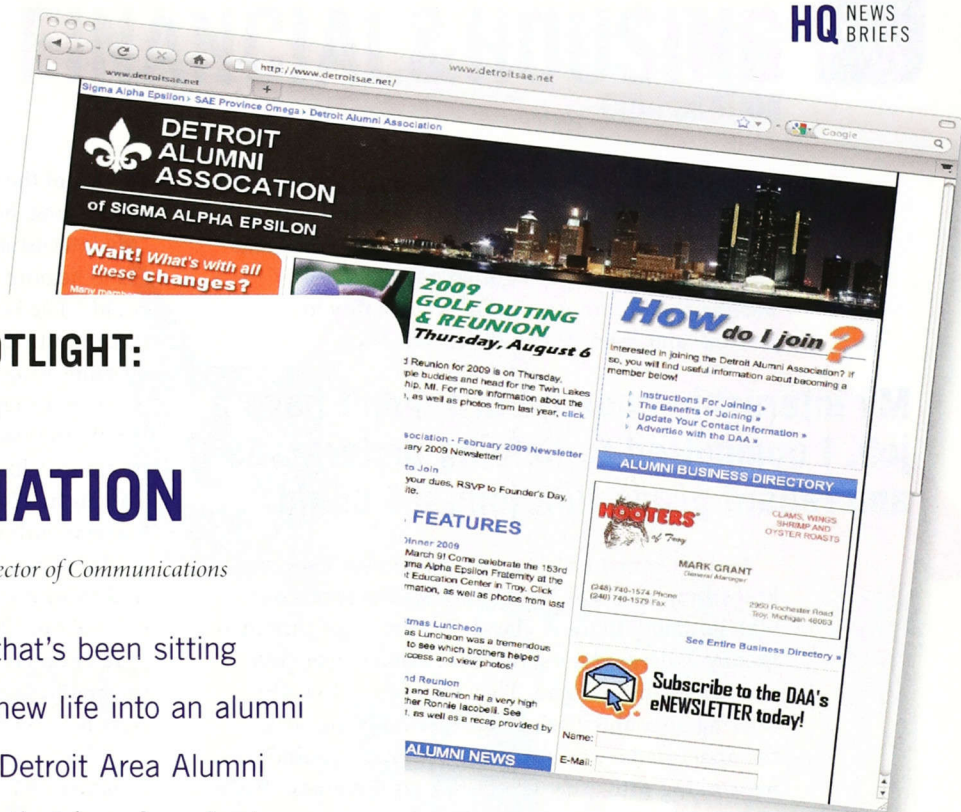 HQ NEWS
BRIEFS
www.detroitsae.net
http://www.detroitsae.net/
www.detroitsae.net
Google
Sigma Alpha Epsilon › SAE Province Omega › Detroit Alumni Association
DETROIT
ALUMNI
ASSOCATION
of SIGMA ALPHA EPSILON
Wait! What's with all
these changes?
2009
GOLF OUTING
& REUNION
Thursday, August 6
How do I join?
Interested in joining the Detroit Alumni Association? If
so, you will find useful information about becoming a
member below!
Instructions For Joining »
The Benefits of Joining »
Update Your Contact Information »
Advertise with the DAA »
d Reunion for 2009 is on Thursday,
ple buddies and head for the Twin Lakes
hip, MI. For more information about the
, as well as photos from last year, click
sociation - February 2009 Newsletter
uary 2009 Newsletter!
to Join
your dues, RSVP to Founder's Day,
ite.
FEATURES
Dinner 2009
March 9! Come celebrate the 153rd
gma Alpha Epsilon Fraternity at the
t Education Center in Troy. Click
rmation, as well as photos from last
tmas Luncheon
as Luncheon was a tremendous
to see which brothers helped
uccess and view photos!
nd Reunion
g and Reunion hit a very high
ther Ronnie Iacobelli. See
t. as well as a recap provided by
ALUMNI NEWS
ALUMNI BUSINESS DIRECTORY
HOOTERS
of Troy
CLAMS, WINGS
SHRIMP AND
OYSTER ROASTS
MARK GRANT
General Manager
(248) 740-1574 Phone
(248) 740-1579 Fax
2950 Rochester Road
Troy, Michigan 48083
See Entire Business Directory »
Subscribe to the DAA's
eNEWSLETTER today!
Name:
E-Mail:
OTLIGHT:
IATION
ector of Communications
that's been sitting
new life into an alumni
Detroit Area Alumni